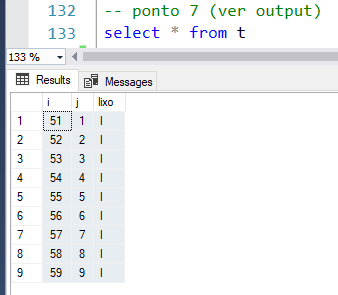 132 -- ponto 7 (ver output)
133 select * from t
133 %
Results Messages
i j lixo
1 51 1 l
2 52 2 l
3 53 3 l
4 54 4 l
5 55 5 l
6 56 6 l
7 57 7 l
8 58 8 l
9 59 9 l